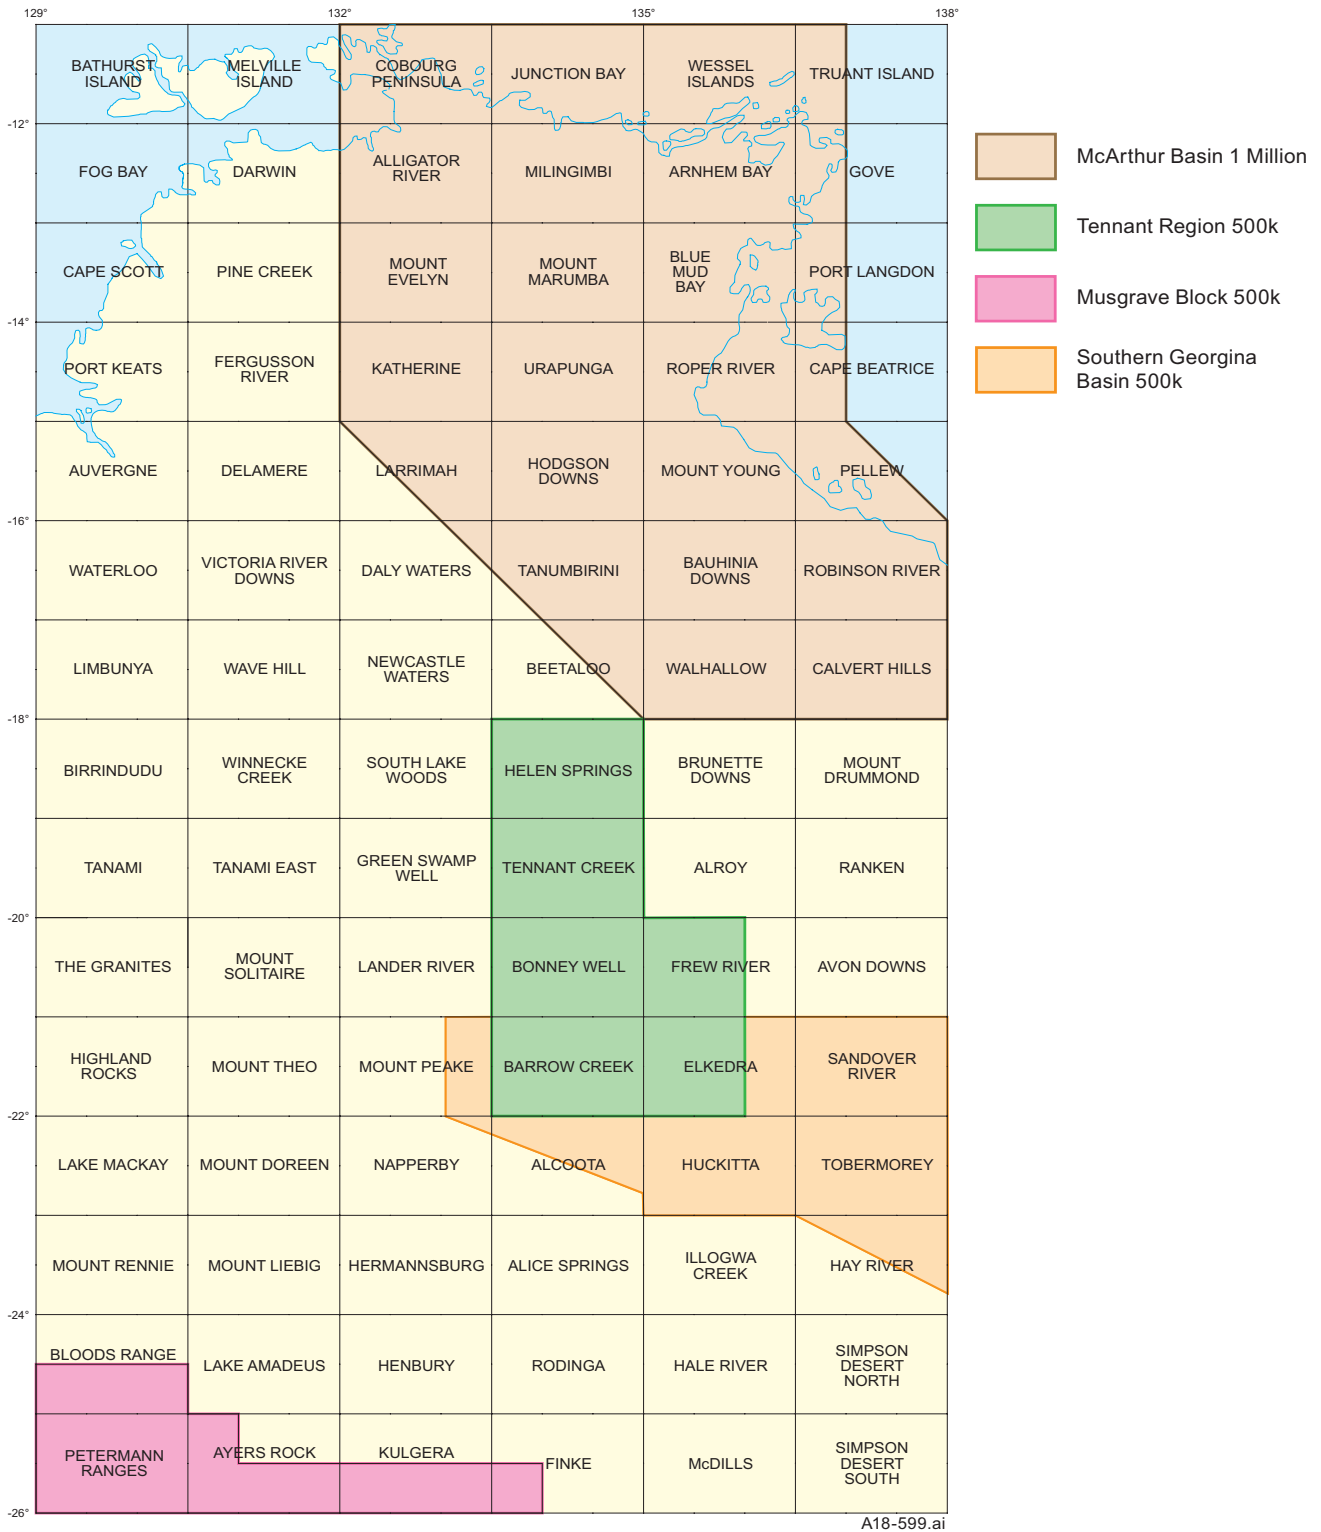 129°
132°
135°
138°
BATHURST
ISLAND
MELVILLE
ISLAND
COBOURG
PENINSULA
JUNCTION BAY
WESSEL
ISLANDS
TRUANT ISLAND
-12°
FOG BAY
DARWIN
ALLIGATOR
RIVER
MILINGIMBI
ARNHEM BAY
GOVE
CAPE SCOTT
PINE CREEK
MOUNT
EVELYN
MOUNT
MARUMBA
BLUE
MUD
BAY
PORT LANGDON
-14°
PORT KEATS
FERGUSSON
RIVER
KATHERINE
URAPUNGA
ROPER RIVER
CAPE BEATRICE
AUVERGNE
DELAMERE
LARRIMAH
HODGSON
DOWNS
MOUNT YOUNG
PELLEW
-16°
WATERLOO
VICTORIA RIVER
DOWNS
DALY WATERS
TANUMBIRINI
BAUHINIA
DOWNS
ROBINSON RIVER
LIMBUNYA
WAVE HILL
NEWCASTLE
WATERS
BEETALOO
WALHALLOW
CALVERT HILLS
-18°
BIRRINDUDU
WINNECKE
CREEK
SOUTH LAKE
WOODS
HELEN SPRINGS
BRUNETTE
DOWNS
MOUNT
DRUMMOND
TANAMI
TANAMI EAST
GREEN SWAMP
WELL
TENNANT CREEK
ALROY
RANKEN
-20°
THE GRANITES
MOUNT
SOLITAIRE
LANDER RIVER
BONNEY WELL
FREW RIVER
AVON DOWNS
HIGHLAND
ROCKS
MOUNT THEO
MOUNT PEAKE
BARROW CREEK
ELKEDRA
SANDOVER
RIVER
-22°
LAKE MACKAY
MOUNT DOREEN
NAPPERBY
ALCOOTA
HUCKITTA
TOBERMOREY
MOUNT RENNIE
MOUNT LIEBIG
HERMANNSBURG
ALICE SPRINGS
ILLOGWA
CREEK
HAY RIVER
-24°
BLOODS RANGE
LAKE AMADEUS
HENBURY
RODINGA
HALE RIVER
SIMPSON
DESERT
NORTH
PETERMANN
RANGES
AYERS ROCK
KULGERA
FINKE
McDILLS
SIMPSON
DESERT
SOUTH
-26°
A18-599.ai
McArthur Basin 1 Million
Tennant Region 500k
Musgrave Block 500k
Southern Georgina
Basin 500k